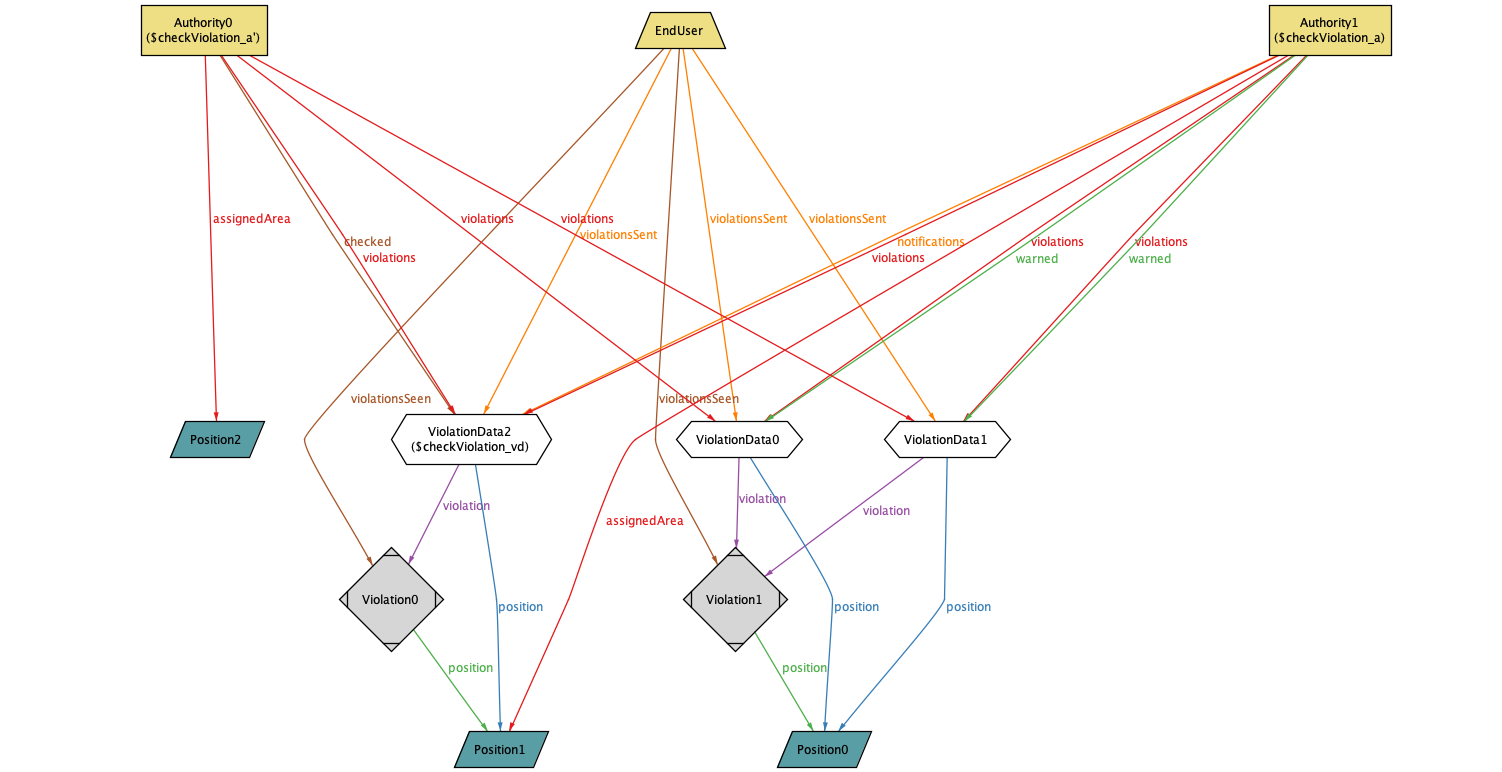 Authority0
($checkViolation_a')
EndUser
Authority1
($checkViolation_a)
assignedArea
violations
violations
violationsSent
violationsSent
violationsSent
checked
violations
notifications
violations
violations
warned
violations
warned
violationsSeen
violationsSeen
Position2
ViolationData2
($checkViolation_vd)
ViolationData0
ViolationData1
violation
violation
violation
assignedArea
Violation0
Violation1
position
position
position
position
position
Position1
Position0